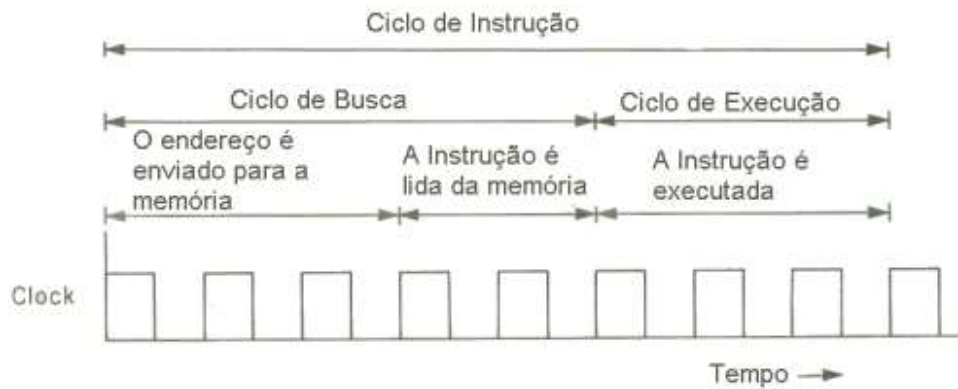 Ciclo de Instrução
Ciclo de Busca
Ciclo de Execução
O endereço é
enviado para a
memória
A Instrução é
lida da memória
A Instrução é
executada
Clock
Tempo